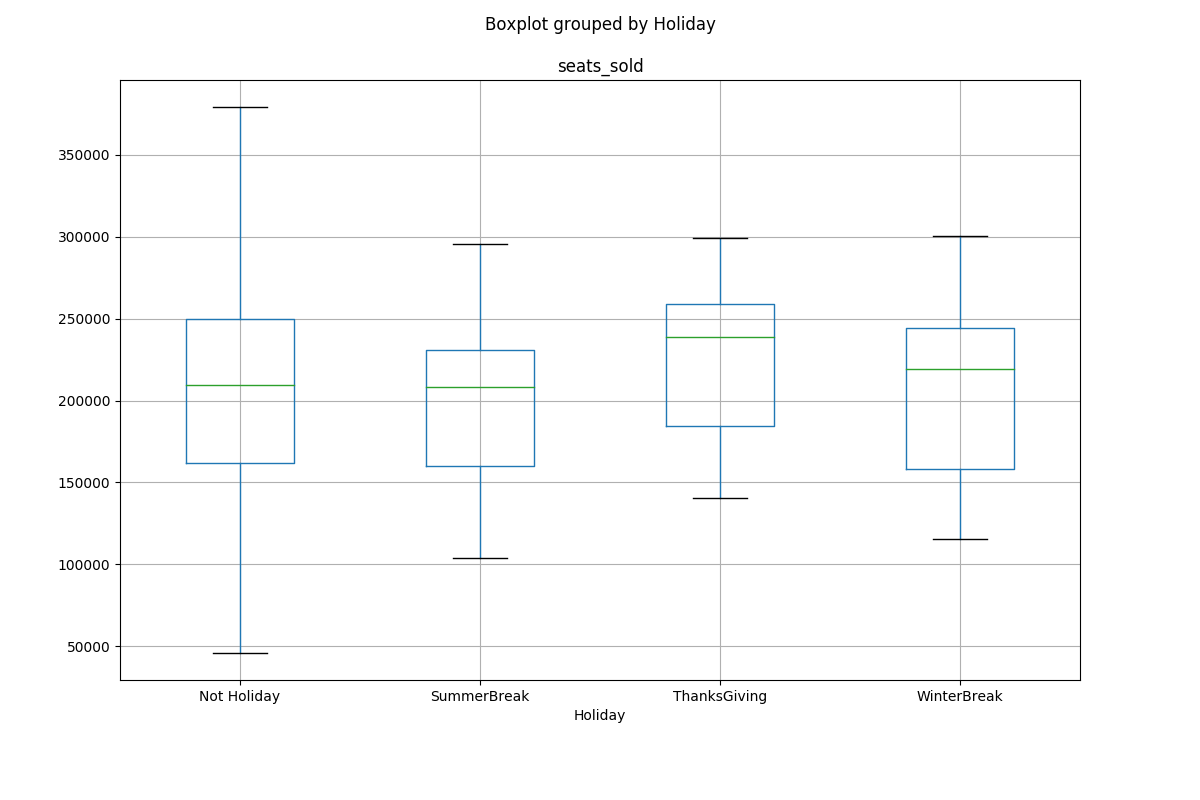 Boxplot grouped by Holiday
seats_sold
350000
300000
250000
200000
150000
100000
50000
Not Holiday SummerBreak ThanksGiving WinterBreak
Holiday